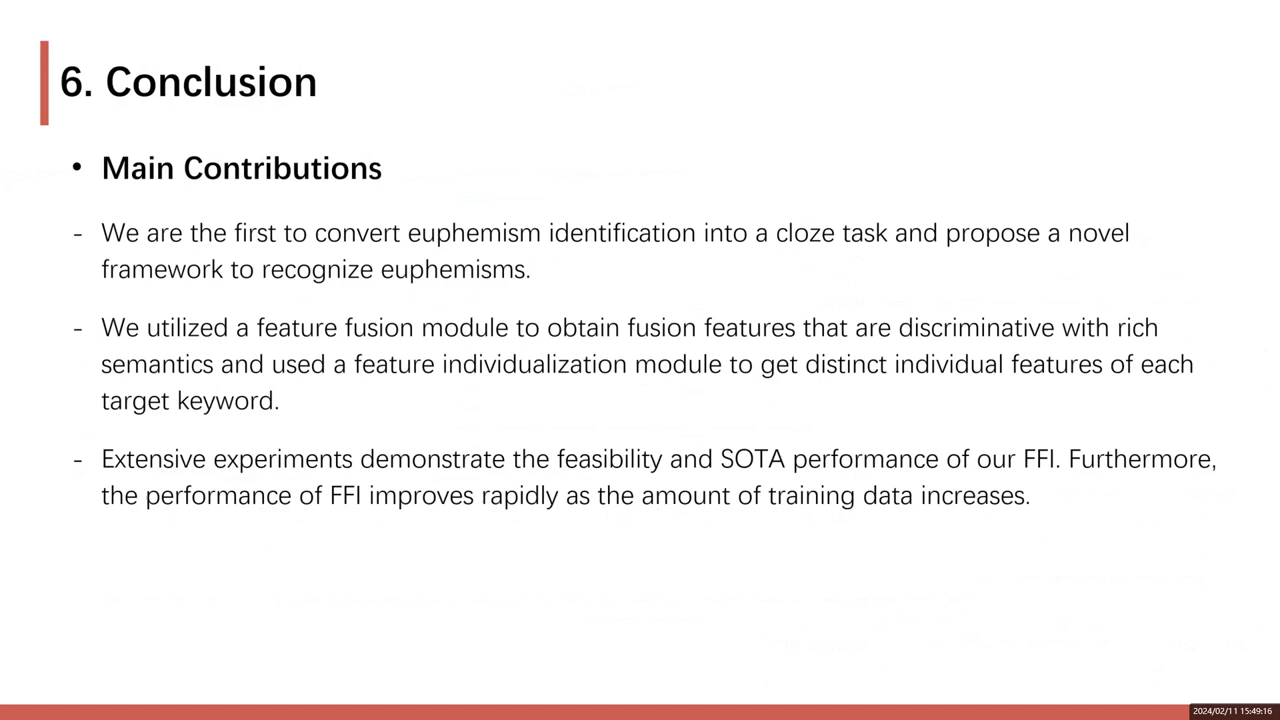 6. Conclusion
• Main Contributions
- We are the first to convert euphemism identification into a cloze task and propose a novel
framework to recognize euphemisms.
- We utilized a feature fusion module to obtain fusion features that are discriminative with rich
semantics and used a feature individualization module to get distinct individual features of each
target keyword.
- Extensive experiments demonstrate the feasibility and SOTA performance of our FFI. Furthermore,
the performance of FFI improves rapidly as the amount of training data increases.
2024/02/11 15:49:16